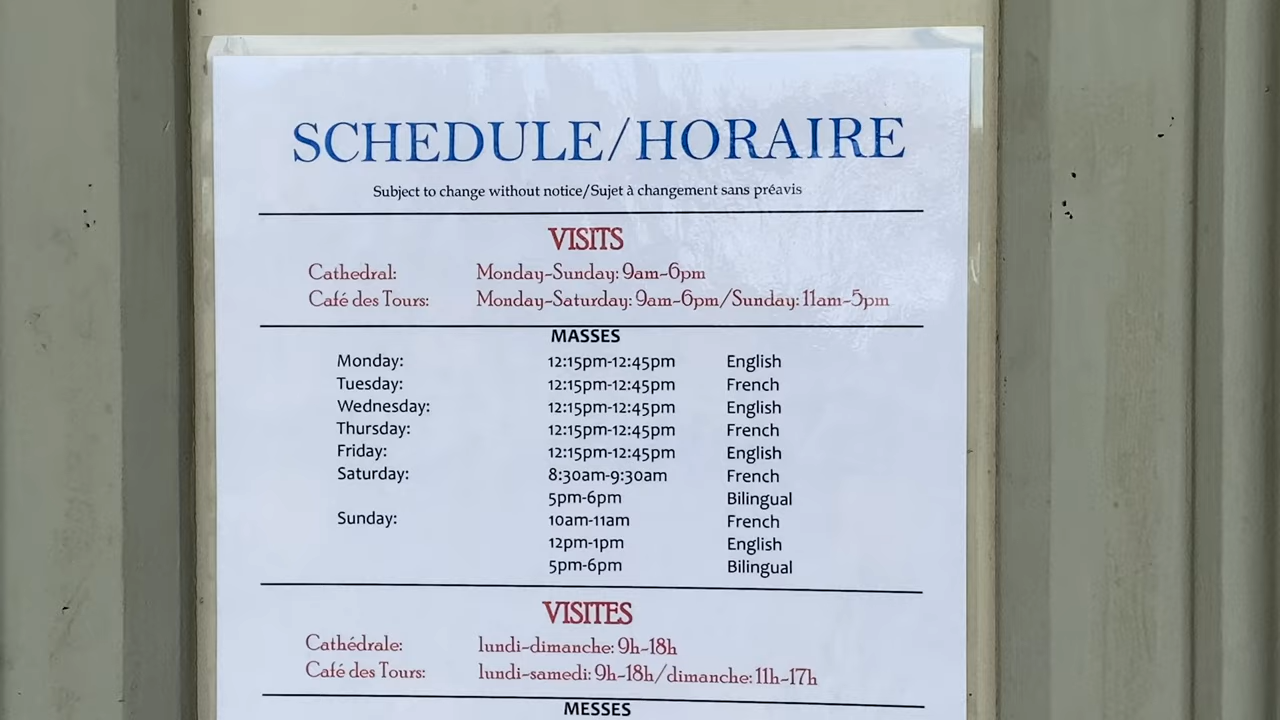 SCHEDULE/HORAIRE
Subject to change without notice/Sujet à changement sans préavis
VISITS
Cathedral: Monday-Sunday: 9am-6pm
Café des Tours: Monday-Saturday: 9am-6pm/Sunday: 11am-5pm
MASSES
Monday: 12:15pm-12:45pm English
Tuesday: 12:15pm-12:45pm French
Wednesday: 12:15pm-12:45pm English
Thursday: 12:15pm-12:45pm French
Friday: 12:15pm-12:45pm English
Saturday: 8:30am-9:30am French
5pm-6pm Bilingual
Sunday: 10am-11am French
12pm-1pm English
5pm-6pm Bilingual
VISITES
Cathédrale: lundi-dimanche: 9h-18h
Café des Tours: lundi-samedi: 9h-18h/dimanche: 11h-17h
MESSES